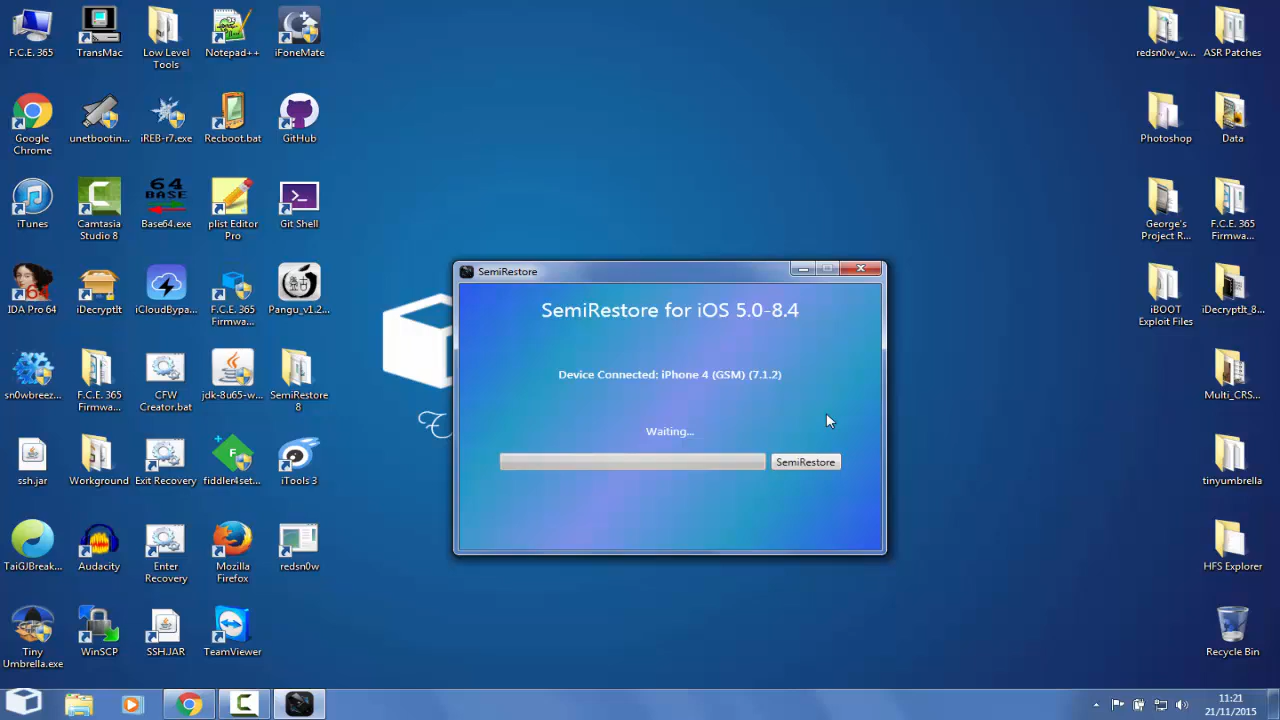 F.C.E. 365
TransMac
Low Level
Tools
Notepad++
iFoneMate
redsn0w_w...
ASR Patches
Google
Chrome
unetbootin...
iREB-r7.exe
Recboot.bat
GitHub
Photoshop
Data
iTunes
Camtasia
Studio 8
64
BASE
Base64.exe
plist Editor
Pro
Git Shell
George's
Project R...
F.C.E. 365
Firmwa...
64
IDA Pro 64
iDecryptIt
iCloudBypa...
F.C.E. 365
Firmwa...
Pangu_v1.2...
iBOOT
Exploit Files
iDecryptIt_8...
sn0wbreez...
F.C.E. 365
Firmwa...
CFW
Creator.bat
jdk-8u65-w...
SemiRestore
8
Multi_CRS...
ssh.jar
Workground
Exit Recovery
fiddler4set...
iTools 3
tinyumbrella
TaiGJBreak...
Audacity
Enter
Recovery
Mozilla
Firefox
redsn0w
HFS Explorer
Tiny
Umbrella.exe
WinSCP
SSH.JAR
TeamViewer
Recycle Bin
SemiRestore
SemiRestore for iOS 5.0-8.4
Device Connected: iPhone 4 (GSM) (7.1.2)
Waiting...
SemiRestore
11:21
21/11/2015